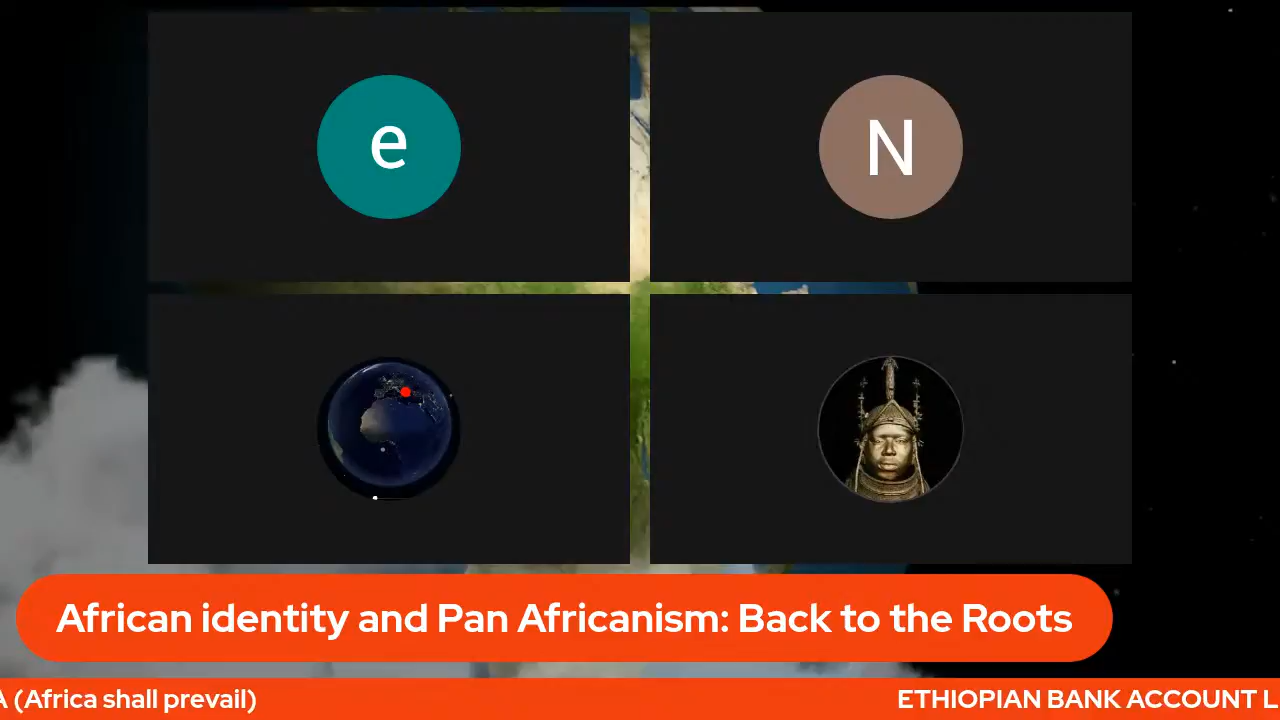 e
N
African identity and Pan Africanism: Back to the Roots
A (Africa shall prevail) ETHIOPIAN BANK ACCOUNT L